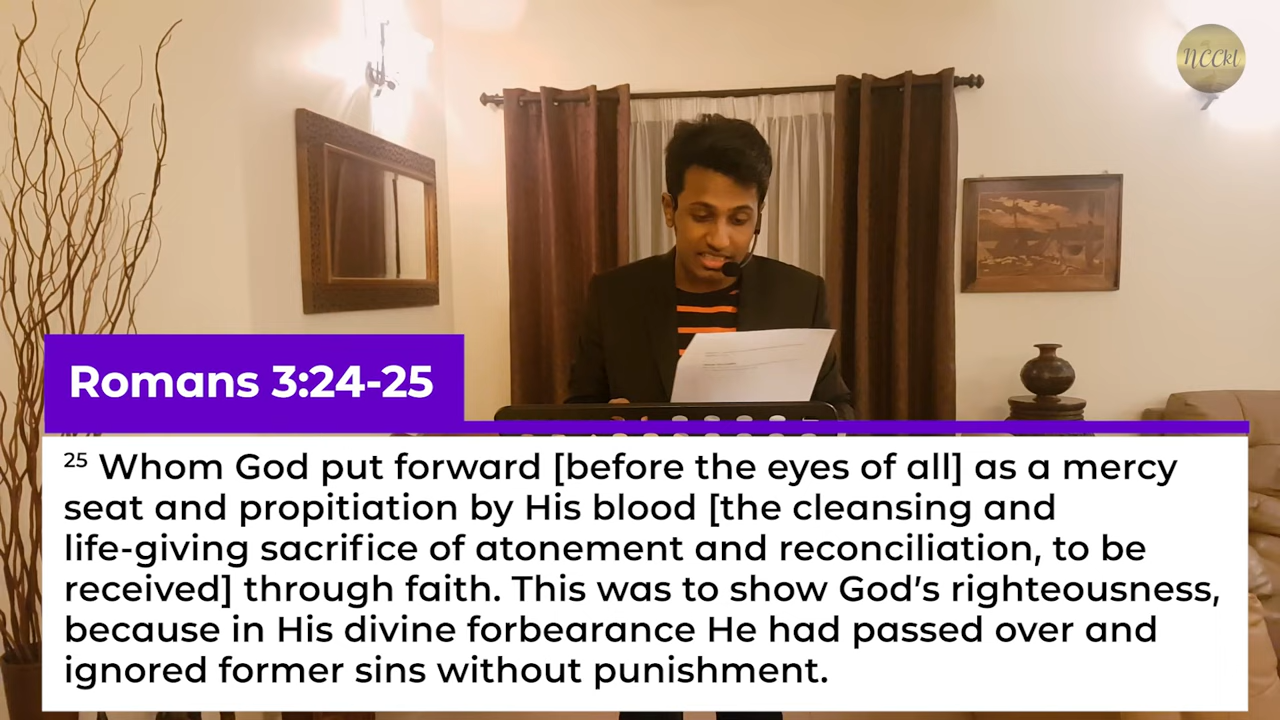 NCCkl
Romans 3:24-25
25 Whom God put forward [before the eyes of all] as a mercy
seat and propitiation by His blood [the cleansing and
life-giving sacrifice of atonement and reconciliation, to be
received] through faith. This was to show God’s righteousness,
because in His divine forbearance He had passed over and
ignored former sins without punishment.